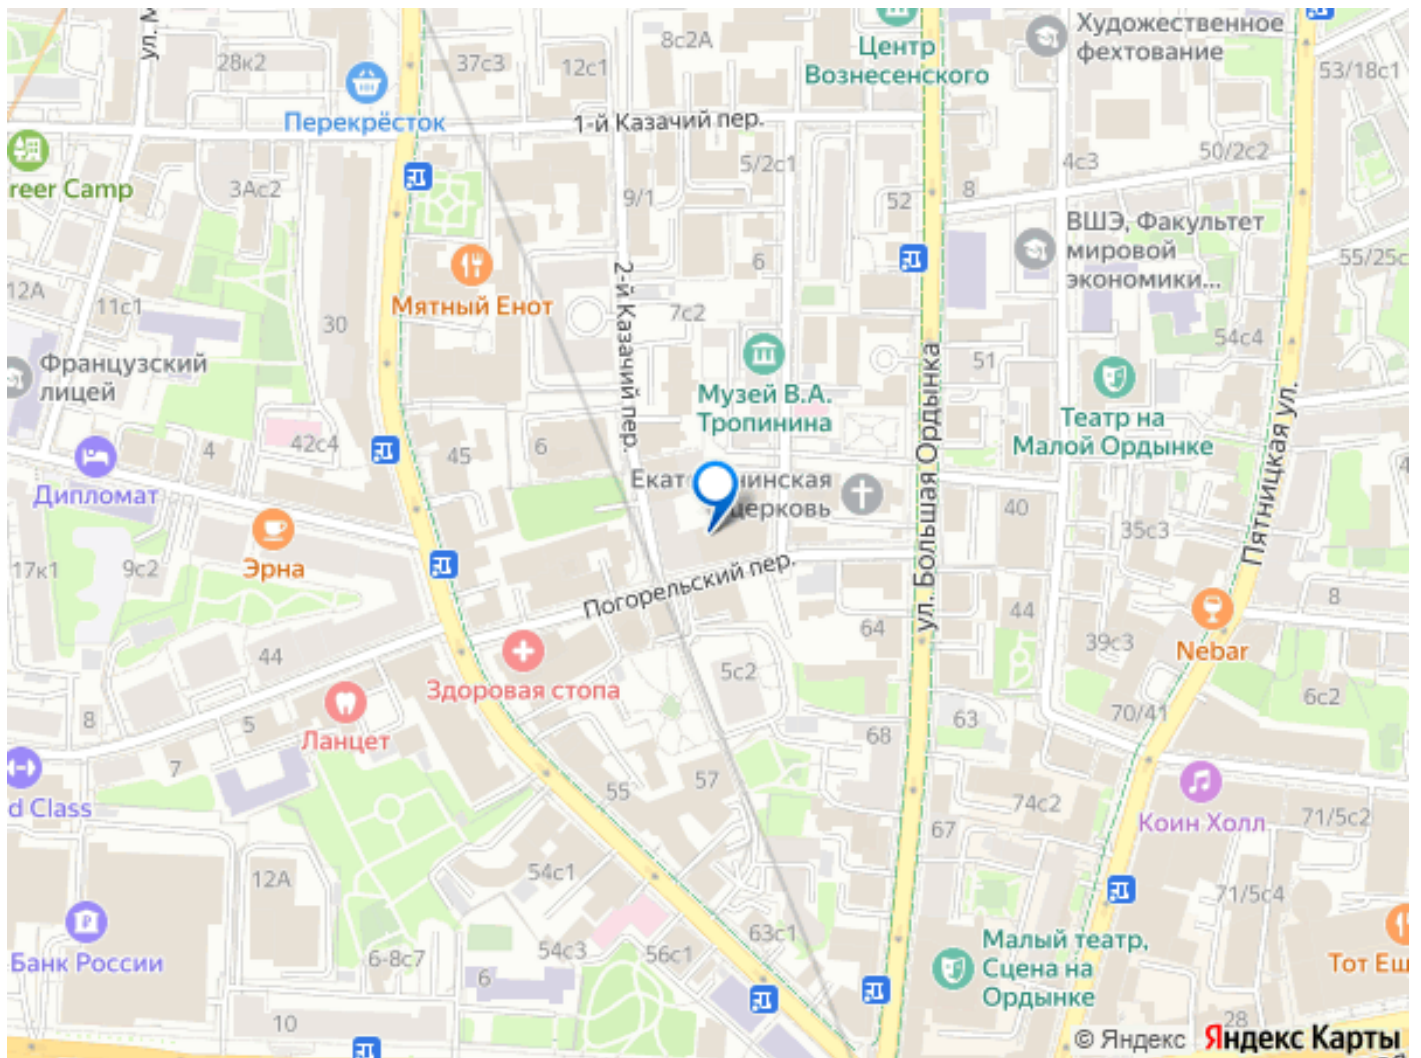 Художественное
фехтование
8с2А
Центр
Вознесенского
37с3
12с1
28к2
53/18с1
ул. М
Перекрёсток
1-й Казачий пер.
5/2с1
4с3
50/2с2
reer Camp
3Ас2
9/1
52
8
ВШЭ, Факультет
мировой
экономики...
55/25с
6
2-й Казачий пер.
12А
11с1
Мятный Енот
7с2
30
54с4
51
Французский
лицей
Музей В.А.
Тропинина
ул. Большая Ордынка
Театр на
Малой Ордынке
Пятницкая ул.
42с4
4
45
6
4
Дипломат
Екат
нинская
церковь
40
35с3
17к1
9с2
Эрна
Погорельский пер.
8
44
64
39с3
Nebar
44
5с2
Здоровая стопа
6с2
8
5
Ланцет
63
70/41
68
7
d Class
55
57
74с2
Коин Холл
71/5с2
67
12А
54с1
71/5с4
Банк России
6-8с7
54с3
56с1
63с1
6
Малый театр,
Сцена на
Ордынке
Тот Еш
10
28
© Яндекс Яндекс Карты